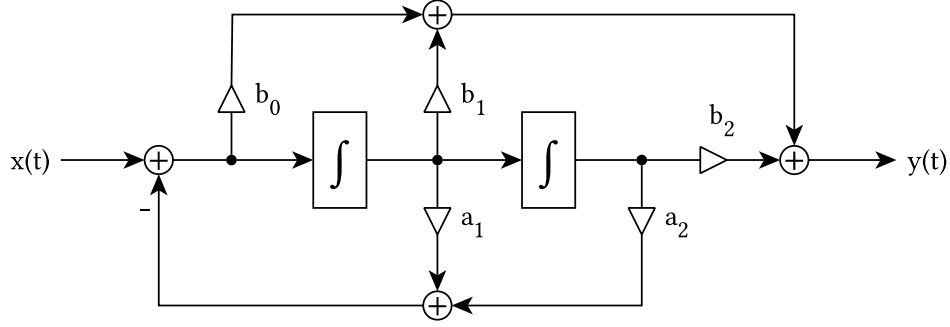 b₀
b₁
b₂
x(t)
+
∫
∫
+
y(t)
–
a₁
a₂
+
+